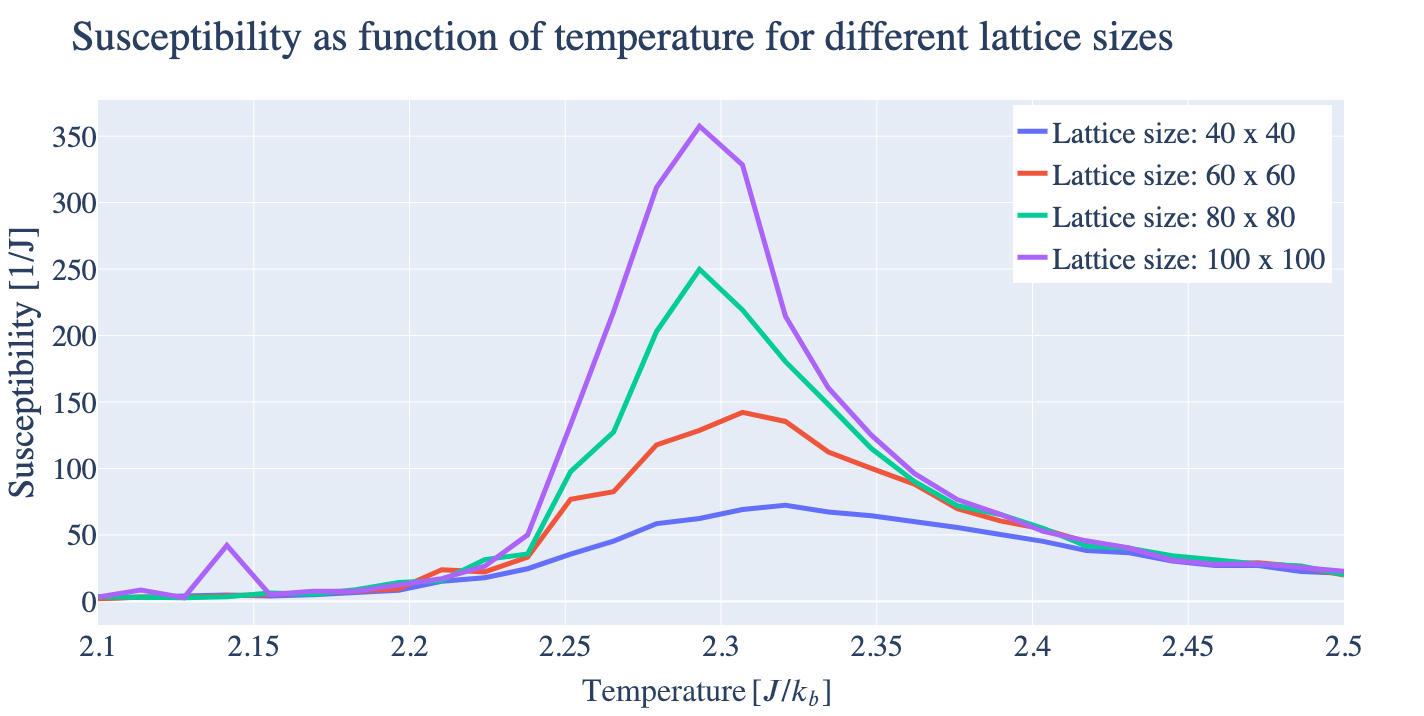 Susceptibility as function of temperature for different lattice sizes
Susceptibility [1/J]
350
300
250
200
150
100
50
0
Lattice size: 40 x 40
Lattice size: 60 x 60
Lattice size: 80 x 80
Lattice size: 100 x 100
2.1 2.15 2.2 2.25 2.3 2.35 2.4 2.45 2.5
Temperature [J/k_b]